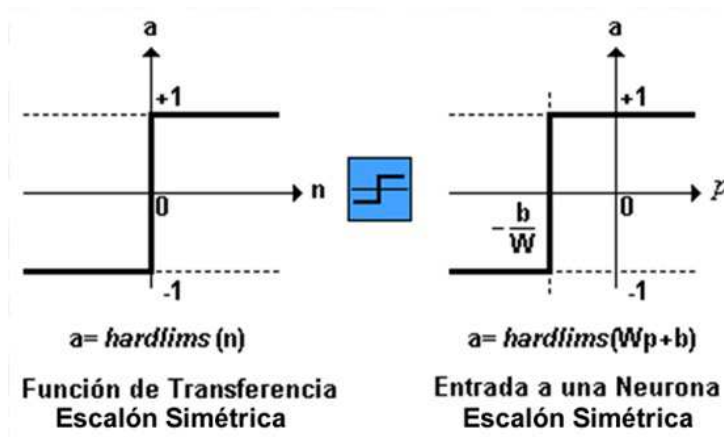 a
+1
n
0
-1
a= hardlims (n)
Función de Transferencia
Escalón Simétrica
a
+1
p
0
-b/W
-1
a= hardlims(Wp+b)
Entrada a una Neurona
Escalón Simétrica